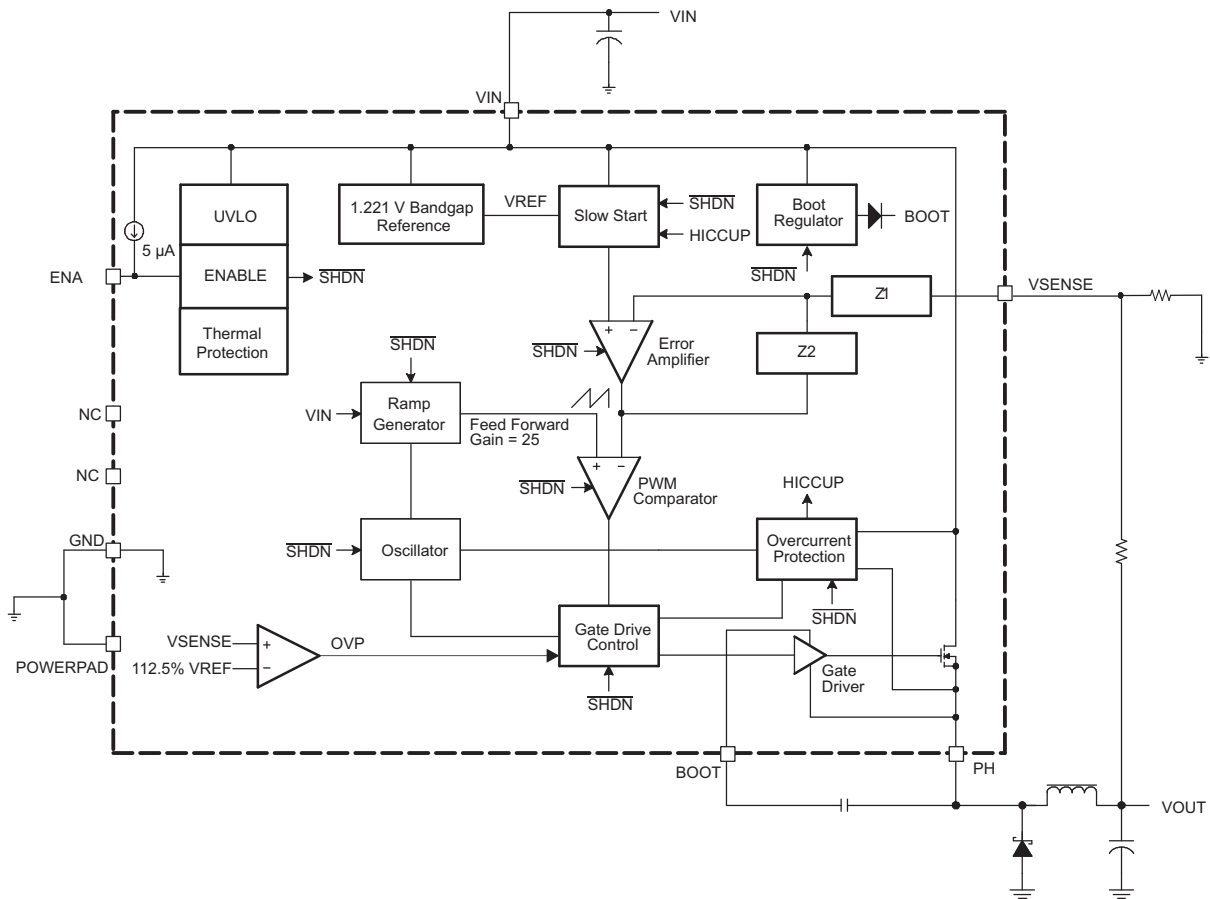 VIN
VIN
UVLO
1.221 V Bandgap
Reference
VREF
Slow Start
SHDN
HICCUP
Boot
Regulator
BOOT
SHDN
5 µA
ENA
ENABLE
SHDN
Thermal
Protection
Z1
VSENSE
+ −
SHDN
Error
Amplifier
Z2
SHDN
VIN
Ramp
Generator
Feed Forward
Gain = 25
NC
NC
+ −
SHDN
PWM
Comparator
HICCUP
GND
SHDN
Oscillator
Overcurrent
Protection
SHDN
POWERPAD
VSENSE
+
112.5% VREF
−
OVP
Gate Drive
Control
SHDN
Gate
Driver
BOOT
PH
VOUT